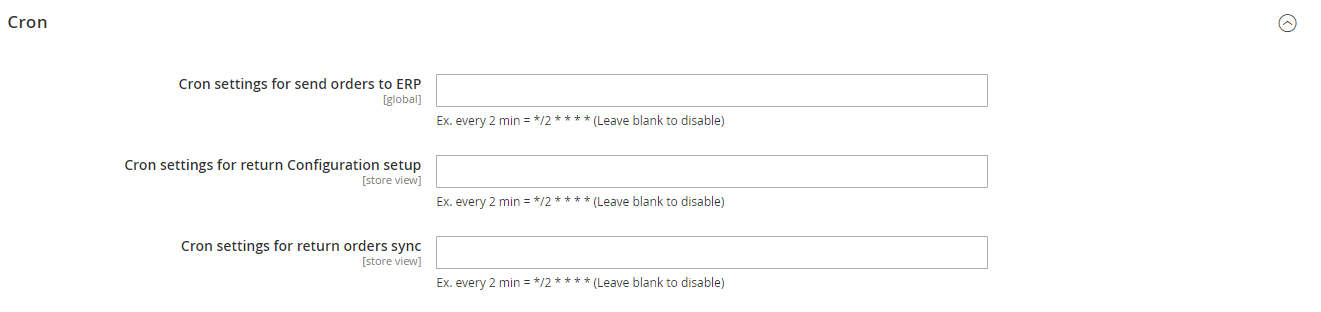 Cron
Cron settings for send orders to ERP
[global]
Ex. every 2 min = */2 * * * * (Leave blank to disable)
Cron settings for return Configuration setup
[store view]
Ex. every 2 min = */2 * * * * (Leave blank to disable)
Cron settings for return orders sync
[store view]
Ex. every 2 min = */2 * * * * (Leave blank to disable)